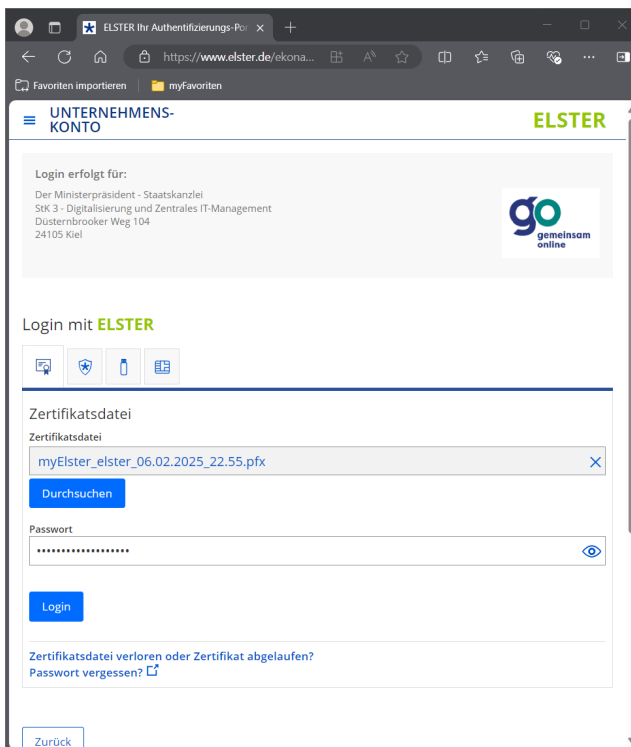 ELSTER Ihr Authentifizierungs-Por
https://www.elster.de/ekona...
Favoriten importieren
myFavoriten
UNTERNEHMENS-
KONTO
ELSTER
Login erfolgt für:
Der Ministerpräsident - Staatskanzlei
StK 3 - Digitalisierung und Zentrales IT-Management
Düsternbrooker Weg 104
24105 Kiel
go
gemeinsam
online
Login mit ELSTER
Zertifikatsdatei
Zertifikatsdatei
myElster_elster_06.02.2025_22.55.pfx
Durchsuchen
Passwort
Login
Zertifikatsdatei verloren oder Zertifikat abgelaufen?
Passwort vergessen?
Zurück